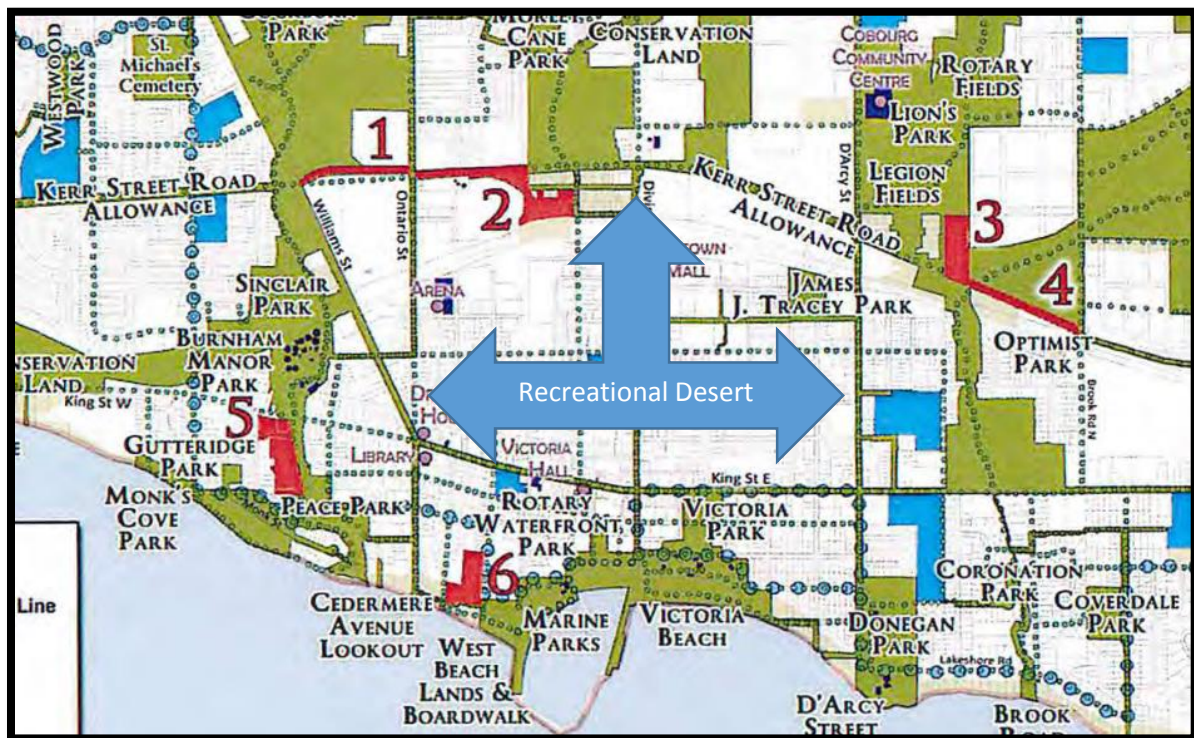 PARK
MORLEY
CANE
PARK
CONSERVATION
LAND
COBOURG
COMMUNITY
CENTRE
ROTARY
FIELDS
LION'S
PARK
WESTWOOD
PARK
ST.
MICHAEL'S
CEMETERY
1
KERR STREET ROAD
ALLOWANCE
Williams St
Ontario St
2
KERR STREET ROAD
ALLOWANCE
D'Arcy St
LEGION
FIELDS
3
4
MALL
JAMES
J. TRACEY PARK
OPTIMIST
PARK
Brook Rd N
SINCLAIR
PARK
ARENA
BURNHAM
MANOR
PARK
LAND
King St W
Recreational Desert
5
GUTTERIDGE
PARK
LIBRARY
VICTORIA
HALL
King St E
MONK'S
COVE
PARK
Monk St
PEACE PARK
ROTARY
WATERFRONT
PARK
VICTORIA
PARK
6
CEDERMERE
AVENUE
LOOKOUT
WEST
BEACH
LANDS &
BOARDWALK
MARINE
PARKS
VICTORIA
BEACH
DONEGAN
PARK
CORONATION
PARK
COVERDALE
PARK
Lakeshore Rd
D'ARCY
STREET
BROOK
Line